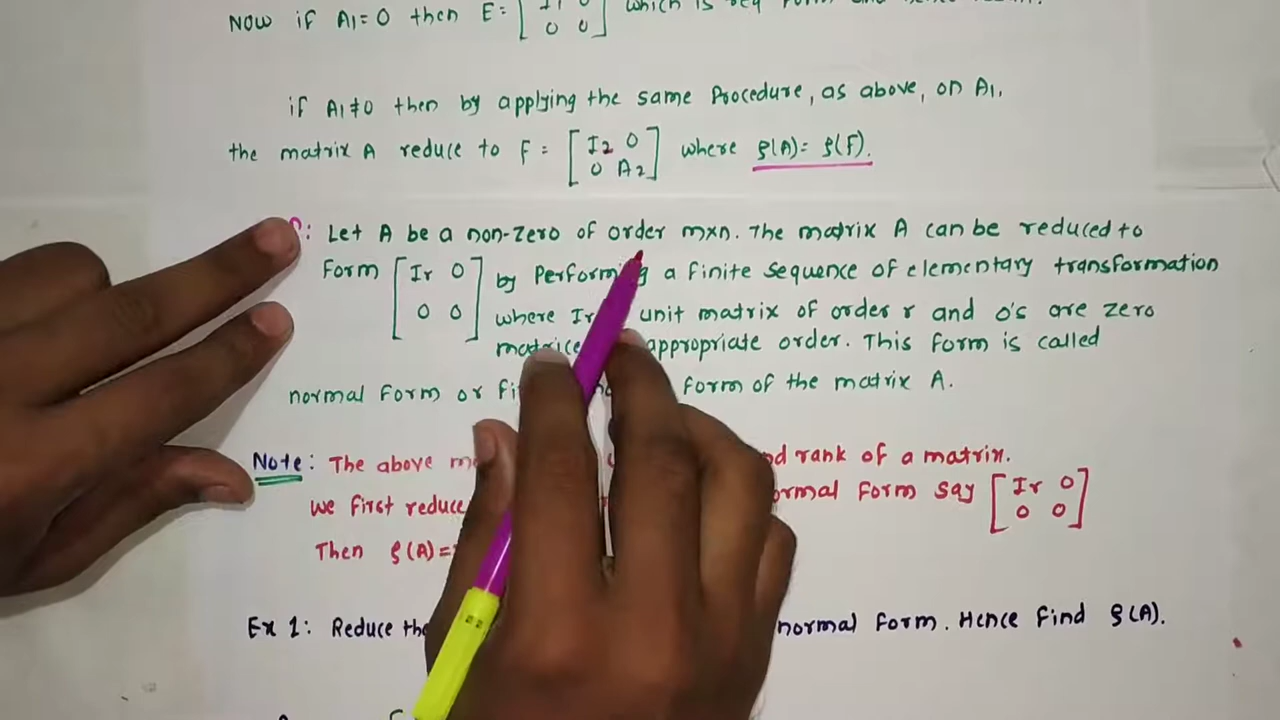 Now if A1=0 then E = [ 0
0 0 ] which is
if A1≠0 then by applying the same Procedure, as above, on A1.
the matrix A reduce to F = [ I2 0
0 A2 ] where ρ(A)= ρ(F).
: Let A be a non-zero of order m×n. The matrix A can be reduced to
Form [ Ir 0
0 0 ] by Performing a finite sequence of elementary transformation
where Ir unit matrix of order r and 0's are zero
appropriate order. This form is called
normal form or form of the matrix A.
Note: The above rank of a matrix.
we first reduce normal form say [ Ir 0
0 0 ]
Then ρ(A)=
Ex 1: Reduce the normal form. Hence find ρ(A).